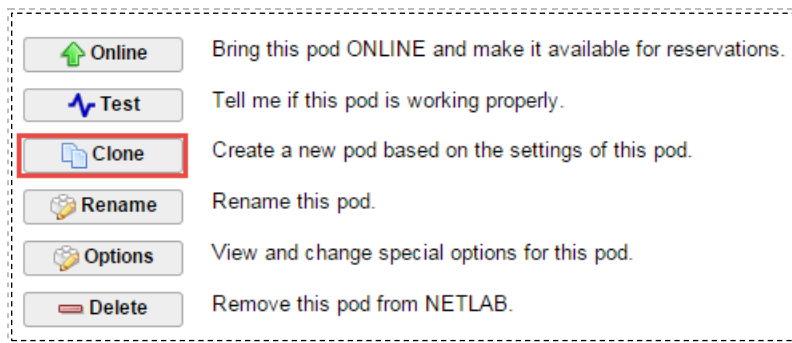 Online Bring this pod ONLINE and make it available for reservations.
Test Tell me if this pod is working properly.
Clone Create a new pod based on the settings of this pod.
Rename Rename this pod.
Options View and change special options for this pod.
Delete Remove this pod from NETLAB.